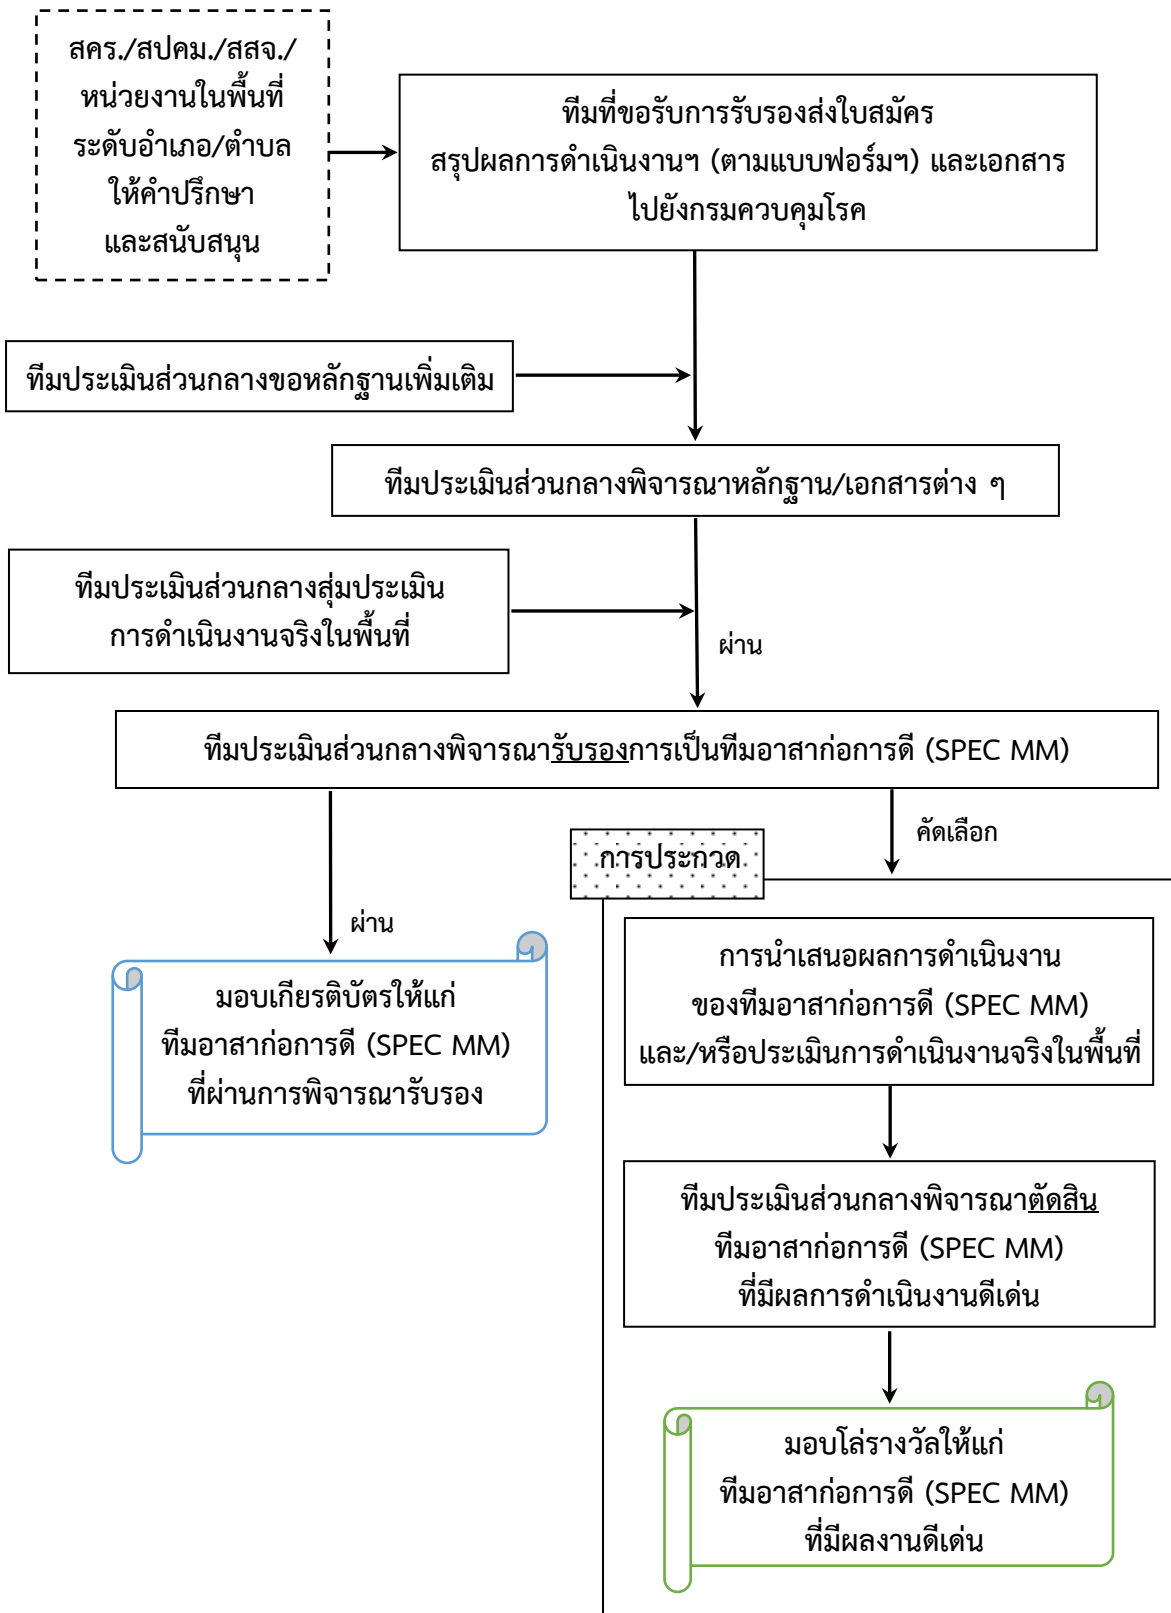 สคร./สปคม./สสจ./
หน่วยงานในพื้นที่
ระดับอำเภอ/ตำบล
ให้คำปรึกษา
และสนับสนุน
ทีมที่ขอรับการรับรองส่งใบสมัคร
สรุปผลการดำเนินงานฯ (ตามแบบฟอร์มฯ) และเอกสาร
ไปยังกรมควบคุมโรค
ทีมประเมินส่วนกลางขอหลักฐานเพิ่มเติม
ทีมประเมินส่วนกลางพิจารณาหลักฐาน/เอกสารต่าง ๆ
ทีมประเมินส่วนกลางสุ่มประเมิน
การดำเนินงานจริงในพื้นที่
ผ่าน
ทีมประเมินส่วนกลางพิจารณารับรองการเป็นทีมอาสาก่อการดี (SPEC MM)
คัดเลือก
การประกวด
ผ่าน
มอบเกียรติบัตรให้แก่
ทีมอาสาก่อการดี (SPEC MM)
ที่ผ่านการพิจารณารับรอง
การนำเสนอผลการดำเนินงาน
ของทีมอาสาก่อการดี (SPEC MM)
และ/หรือประเมินการดำเนินงานจริงในพื้นที่
ทีมประเมินส่วนกลางพิจารณาตัดสิน
ทีมอาสาก่อการดี (SPEC MM)
ที่มีผลการดำเนินงานดีเด่น
มอบโล่รางวัลให้แก่
ทีมอาสาก่อการดี (SPEC MM)
ที่มีผลงานดีเด่น